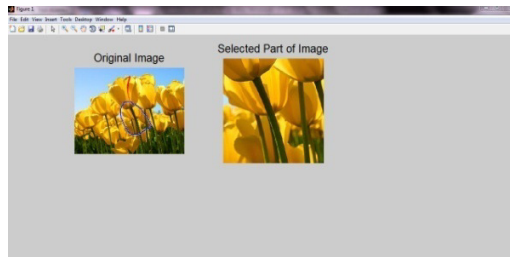 Figure 1
File Edit View Insert Tools Desktop Window Help
Original Image
Selected Part of Image